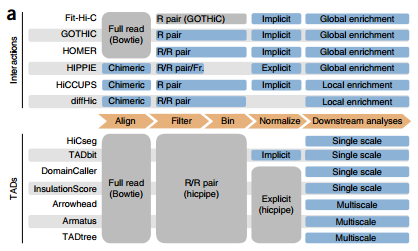 a
Interactions
Fit-Hi-C Full read (Bowtie) R pair (GOTHiC) Implicit Global enrichment
GOTHIC R pair Implicit Global enrichment
HOMER R/R pair Implicit Global enrichment
HIPPIE Chimeric R/R pair/Fr. Explicit Global enrichment
HiCCUPS Chimeric R pair Explicit Local enrichment
diffHic Chimeric R/R pair Local enrichment
Align Filter Bin Normalize Downstream analyses
TADs
Full read (Bowtie)
R/R pair (hicpipe)
HiCseg Single scale
TADbit Implicit Single scale
DomainCaller Explicit (hicpipe) Single scale
InsulationScore Single scale
Arrowhead Multiscale
Armatus Multiscale
TADtree Multiscale